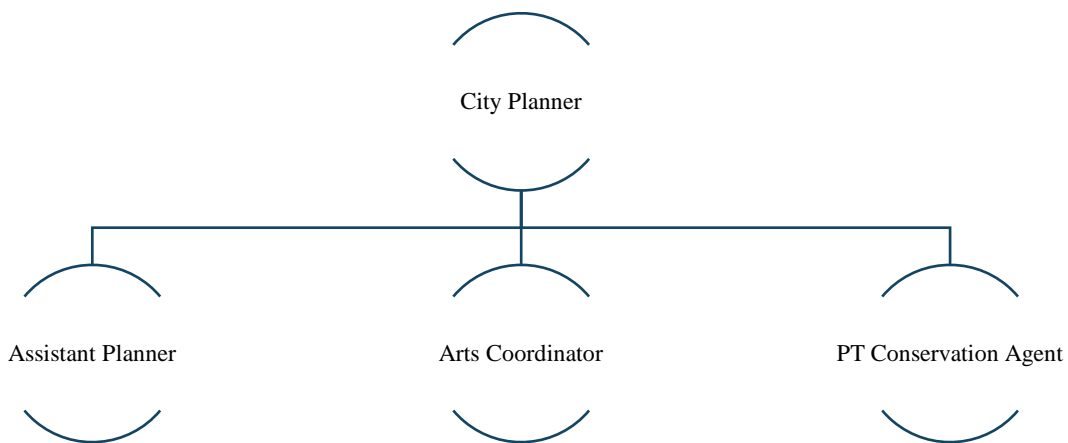 City Planner
Assistant Planner
Arts Coordinator
PT Conservation Agent